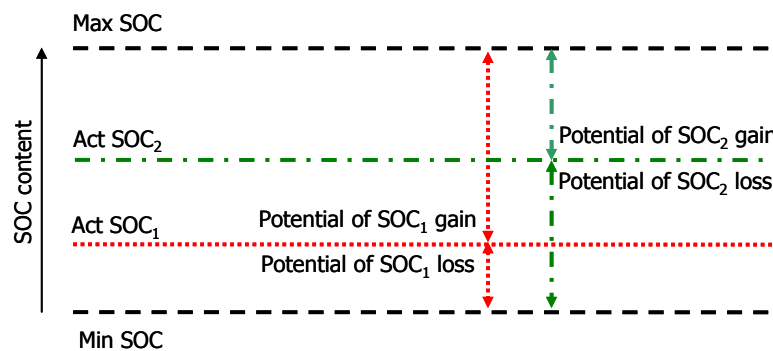 Max SOC
SOC content
Act SOC₂
Potential of SOC₂ gain
Potential of SOC₂ loss
Act SOC₁
Potential of SOC₁ gain
Potential of SOC₁ loss
Min SOC